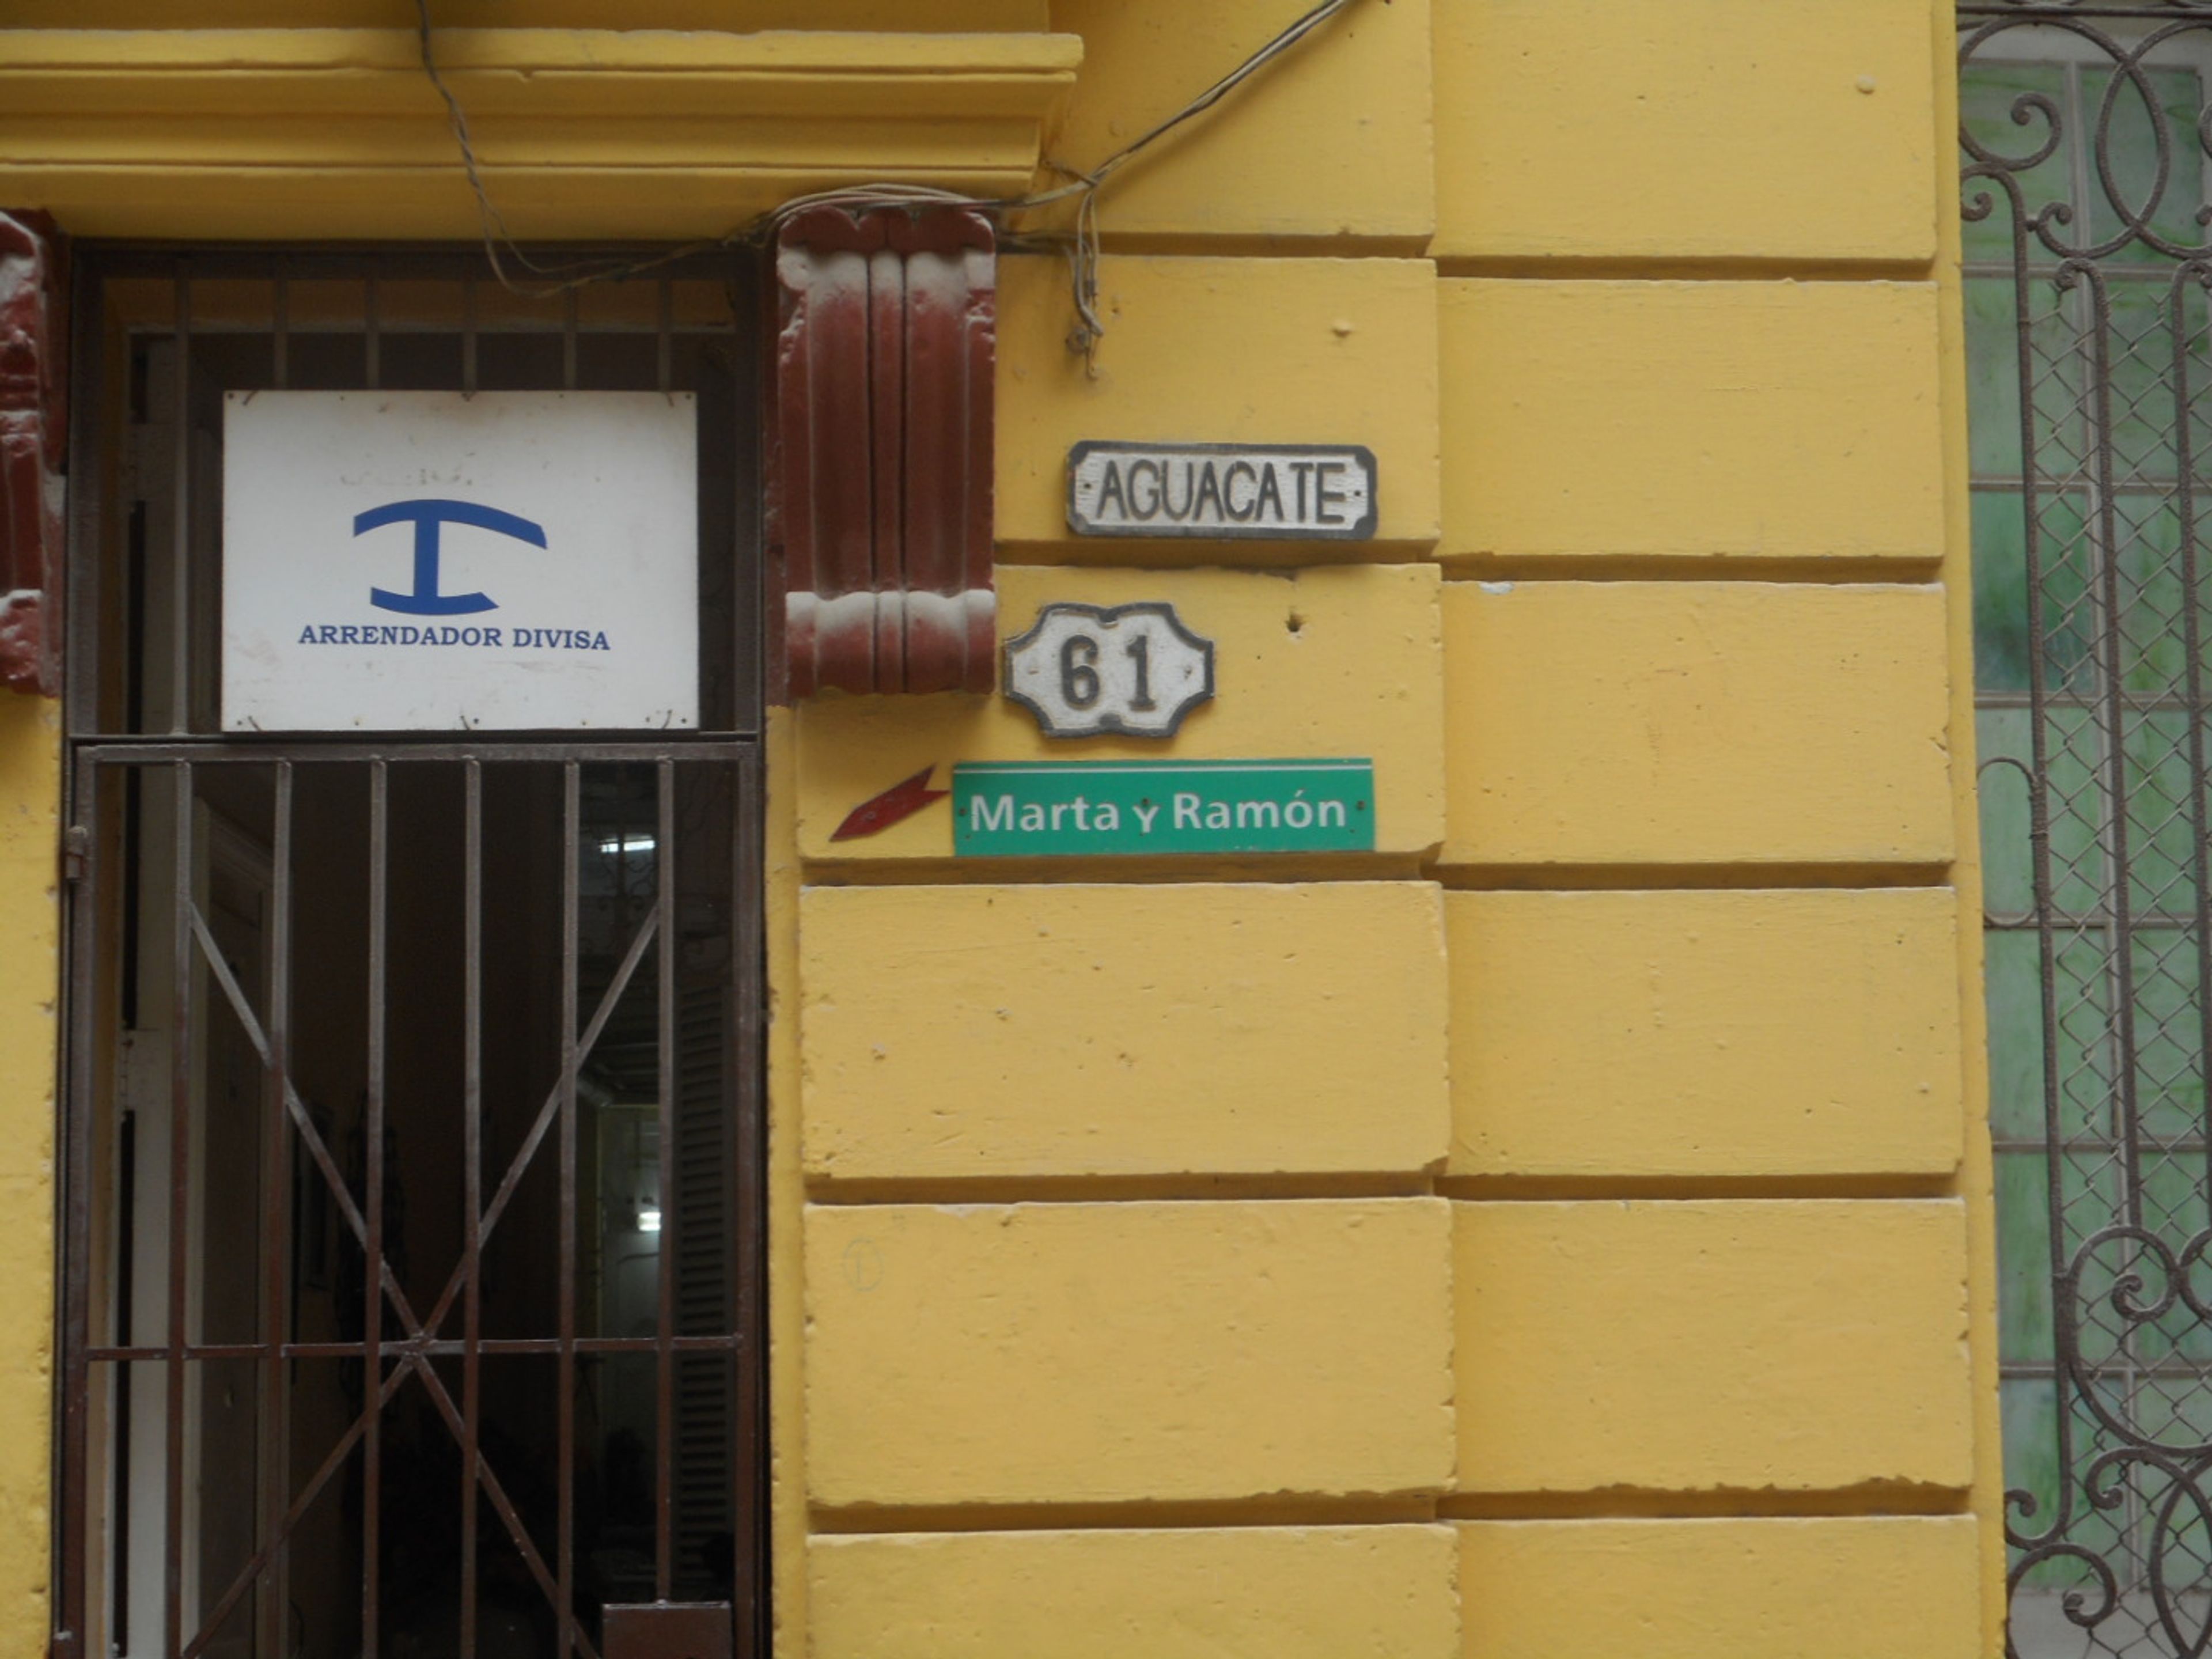 ARRENDADOR DIVISA
AGUACATE
61
Marta y Ramón